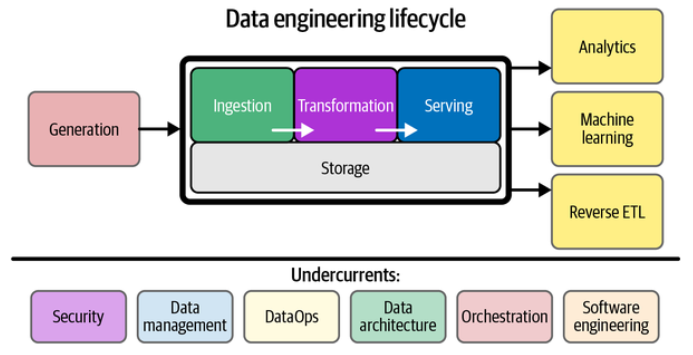 Data engineering lifecycle
Generation
Ingestion
Transformation
Serving
Storage
Analytics
Machine
learning
Reverse ETL
Undercurrents:
Security
Data
management
DataOps
Data
architecture
Orchestration
Software
engineering